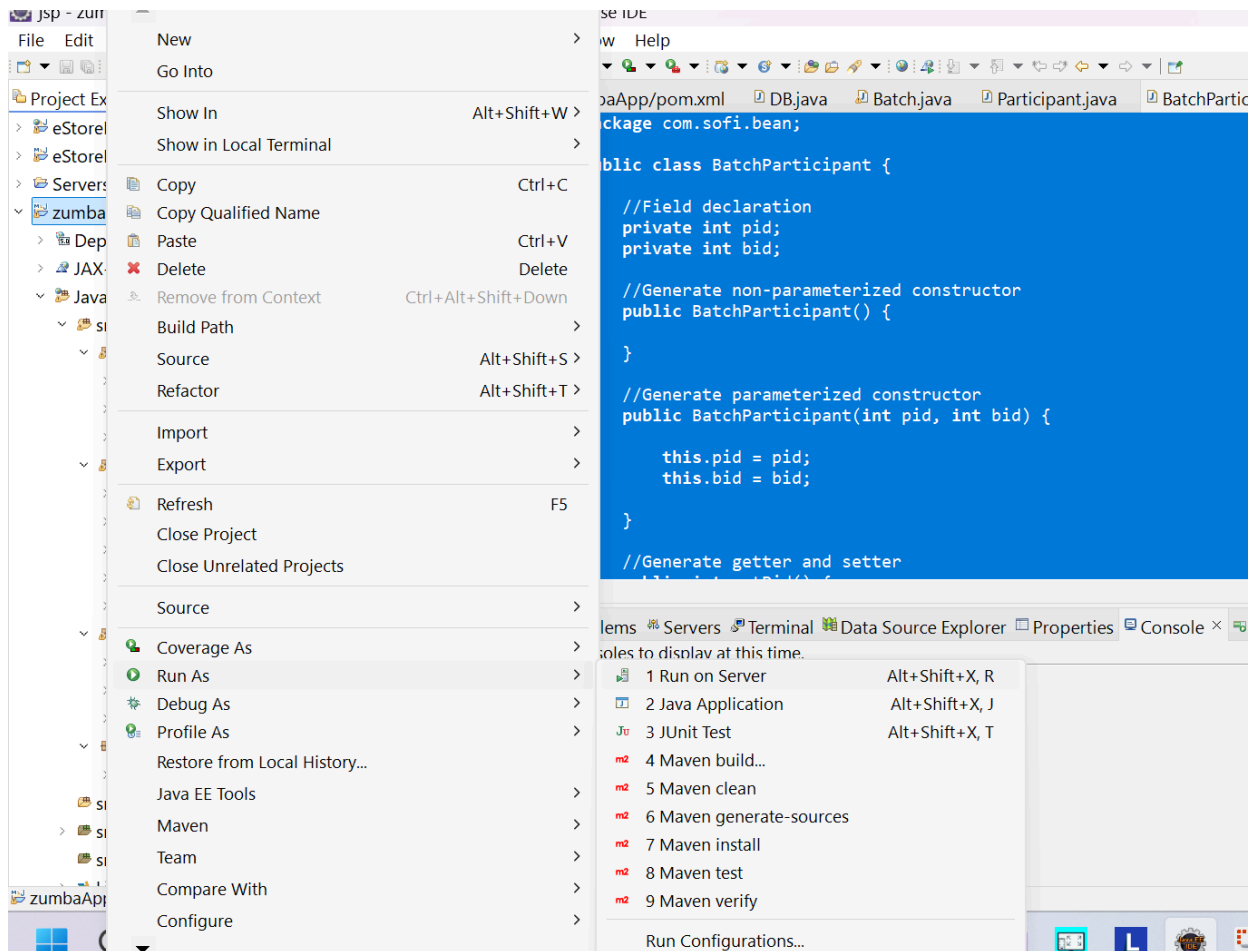 jsp - zum
se IDE
File Edit
ow Help
Project Ex
baApp/pom.xml DB.java Batch.java Participant.java BatchPartic
eStore
eStore
Servers
zumba
Dep
JAX-
Java
zumbaApp
New
Go Into
Show In Alt+Shift+W
Show in Local Terminal
Copy Ctrl+C
Copy Qualified Name
Paste Ctrl+V
Delete Delete
Remove from Context Ctrl+Alt+Shift+Down
Build Path
Source Alt+Shift+S
Refactor Alt+Shift+T
Import
Export
Refresh F5
Close Project
Close Unrelated Projects
Source
Coverage As
Run As
Debug As
Profile As
Restore from Local History...
Java EE Tools
Maven
Team
Compare With
Configure
ckage com.sofi.bean;
blic class BatchParticipant {
//Field declaration
private int pid;
private int bid;
//Generate non-parameterized constructor
public BatchParticipant() {
}
//Generate parameterized constructor
public BatchParticipant(int pid, int bid) {
this.pid = pid;
this.bid = bid;
}
//Generate getter and setter
lems Servers Terminal Data Source Explorer Properties Console
soles to display at this time.
1 Run on Server Alt+Shift+X, R
2 Java Application Alt+Shift+X, J
3 JUnit Test Alt+Shift+X, T
4 Maven build...
5 Maven clean
6 Maven generate-sources
7 Maven install
8 Maven test
9 Maven verify
Run Configurations...